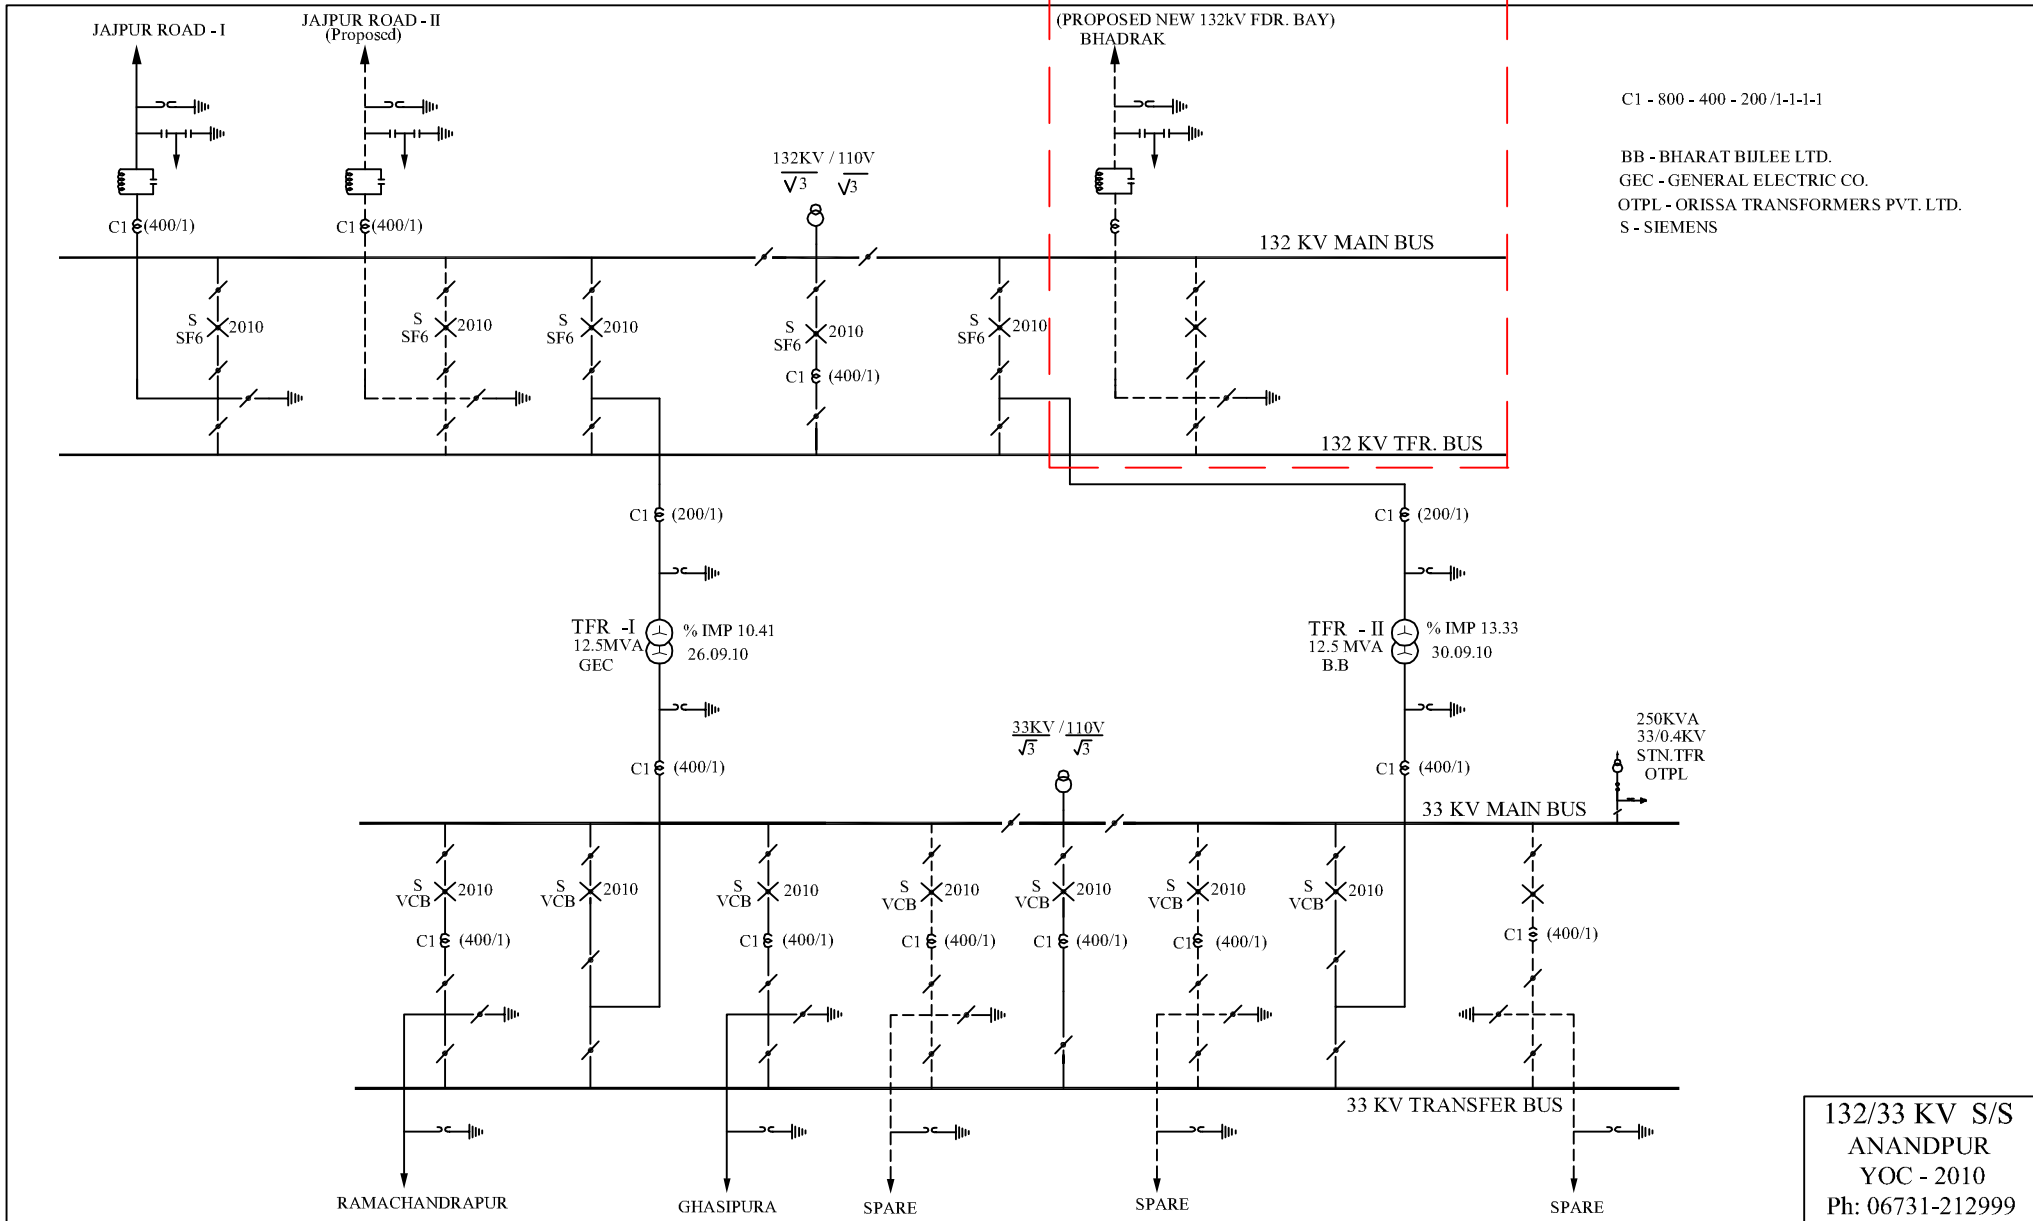 JAJPUR ROAD - I
JAJPUR ROAD - II
(Proposed)
(PROPOSED NEW 132kV FDR. BAY)
BHADRAK
C1 - 800 - 400 - 200 /1-1-1-1
BB - BHARAT BIJLEE LTD.
GEC - GENERAL ELECTRIC CO.
OTPL - ORISSA TRANSFORMERS PVT. LTD.
S - SIEMENS
132KV / 110V
√3 √3
C1 (400/1)
C1 (400/1)
132 KV MAIN BUS
S
SF6 2010
S
SF6 2010
S
SF6 2010
S
SF6 2010
C1 (400/1)
S
SF6 2010
132 KV TFR. BUS
C1 (200/1)
C1 (200/1)
TFR - I
12.5MVA
GEC
% IMP 10.41
26.09.10
TFR - II
12.5 MVA
B.B
% IMP 13.33
30.09.10
33KV / 110V
√3 √3
250KVA
33/0.4KV
STN.TFR
OTPL
C1 (400/1)
C1 (400/1)
33 KV MAIN BUS
S
VCB 2010
C1 (400/1)
S
VCB 2010
S
VCB 2010
C1 (400/1)
S
VCB 2010
C1 (400/1)
S
VCB 2010
C1 (400/1)
S
VCB 2010
C1 (400/1)
S
VCB 2010
C1 (400/1)
33 KV TRANSFER BUS
RAMACHANDRAPUR
GHASIPURA
SPARE
SPARE
SPARE
132/33 KV S/S
ANANDPUR
YOC - 2010
Ph: 06731-212999